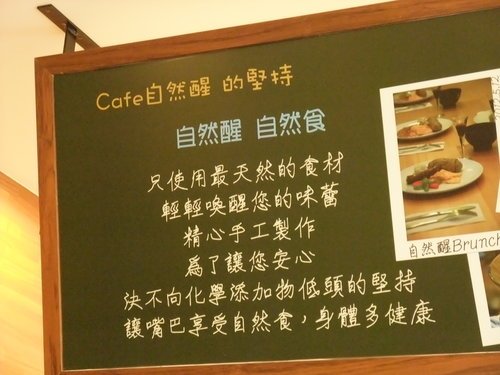 Cafe自然醒 的堅持
自然醒 自然食
只使用最天然的食材
輕輕喚醒您的味蕾
精心手工製作
為了讓您安心
決不向化學添加物低頭的堅持
讓嘴巴享受自然食，身體多健康
自然醒Brunch